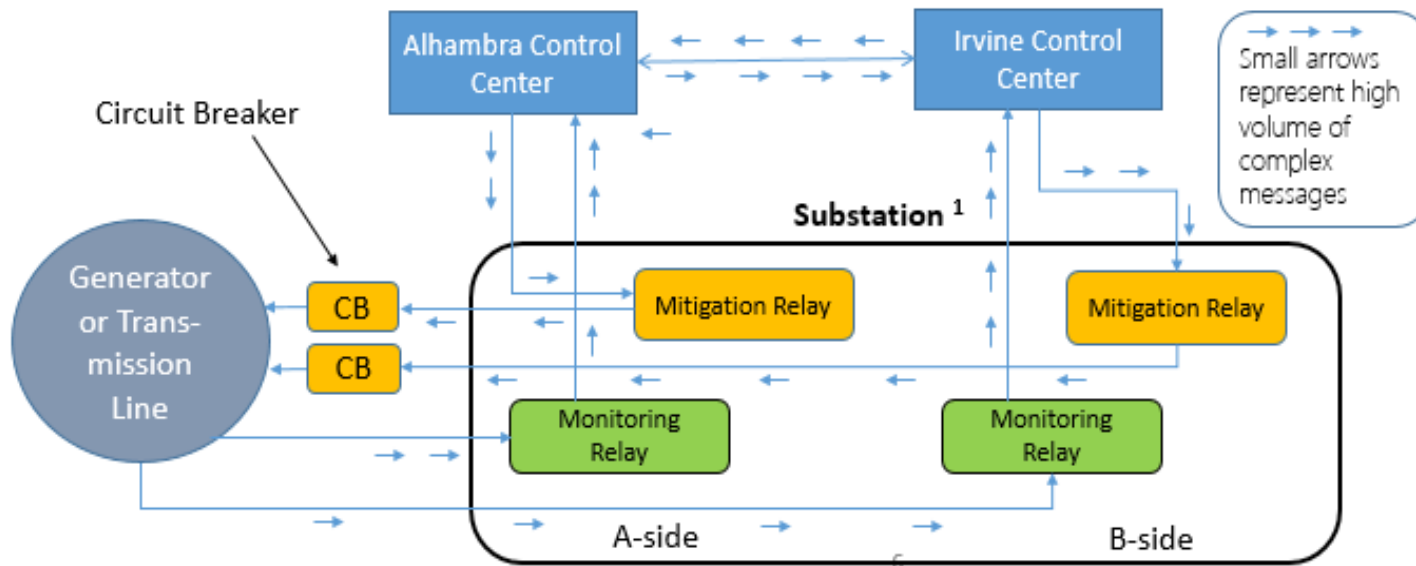 Alhambra Control
Center
Irvine Control
Center
Small arrows
represent high
volume of
complex
messages
Circuit Breaker
Substation 1
Generator
or Trans-
mission
Line
CB
CB
Mitigation Relay
Mitigation Relay
Monitoring
Relay
Monitoring
Relay
A-side
B-side